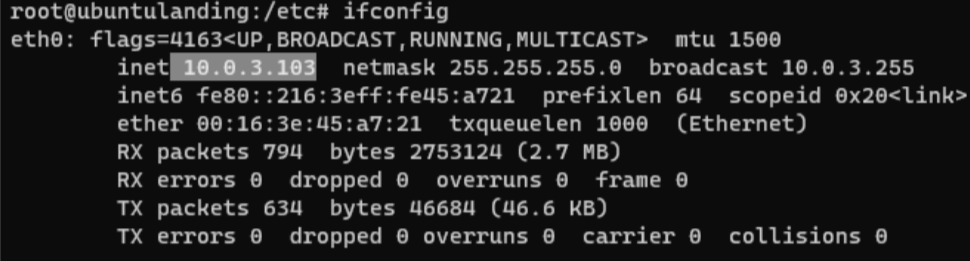 root@ubuntulanding:/etc# ifconfig
eth0: flags=4163<UP,BROADCAST,RUNNING,MULTICAST>  mtu 1500
        inet 10.0.3.103  netmask 255.255.255.0  broadcast 10.0.3.255
        inet6 fe80::216:3eff:fe45:a721  prefixlen 64  scopeid 0x20<link>
        ether 00:16:3e:45:a7:21  txqueuelen 1000  (Ethernet)
        RX packets 794  bytes 2753124 (2.7 MB)
        RX errors 0  dropped 0  overruns 0  frame 0
        TX packets 634  bytes 46684 (46.6 KB)
        TX errors 0  dropped 0 overruns 0  carrier 0  collisions 0